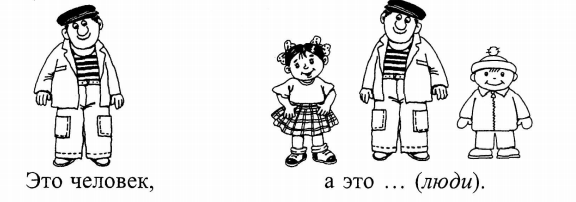 Это человек, а это … (люди).